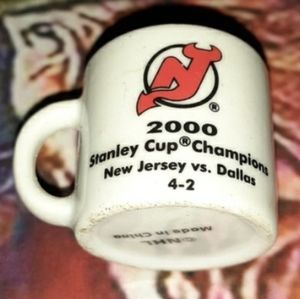 ®
2000
Stanley Cup® Champions
New Jersey vs. Dallas
4-2
©NHL
Made in China